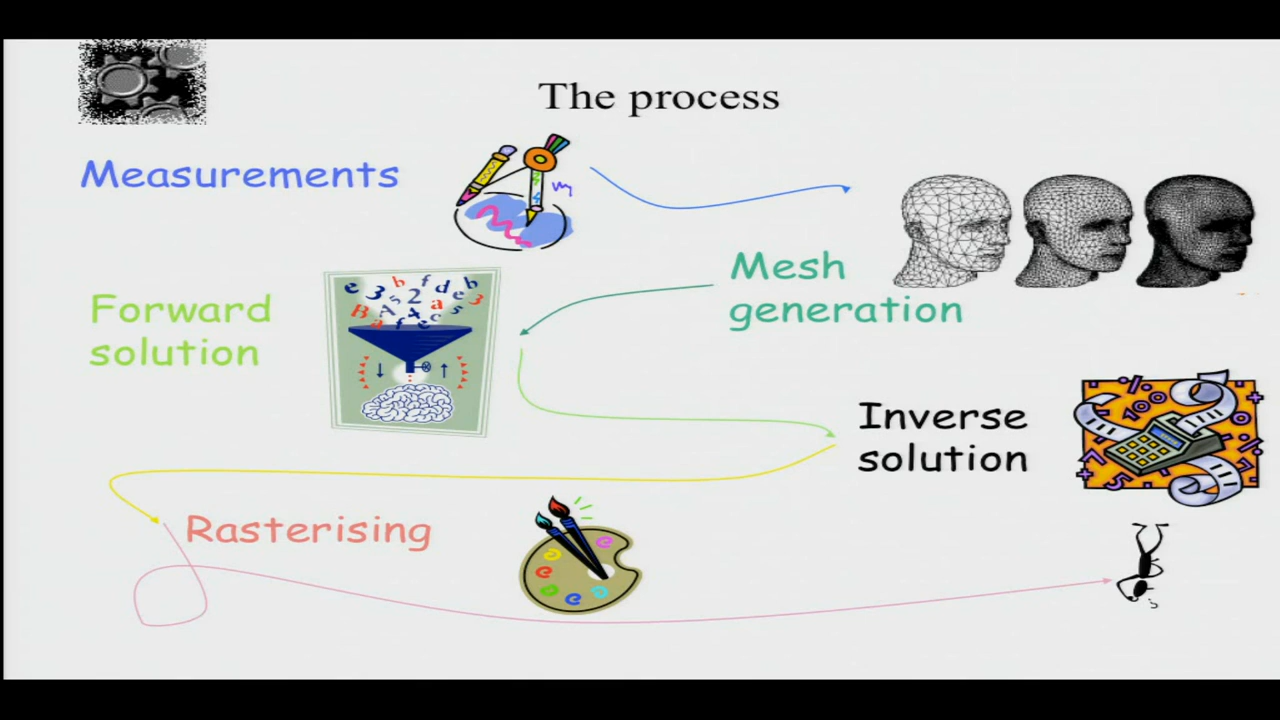 The process
Measurements
Mesh
generation
Forward
solution
Inverse
solution
Rasterising